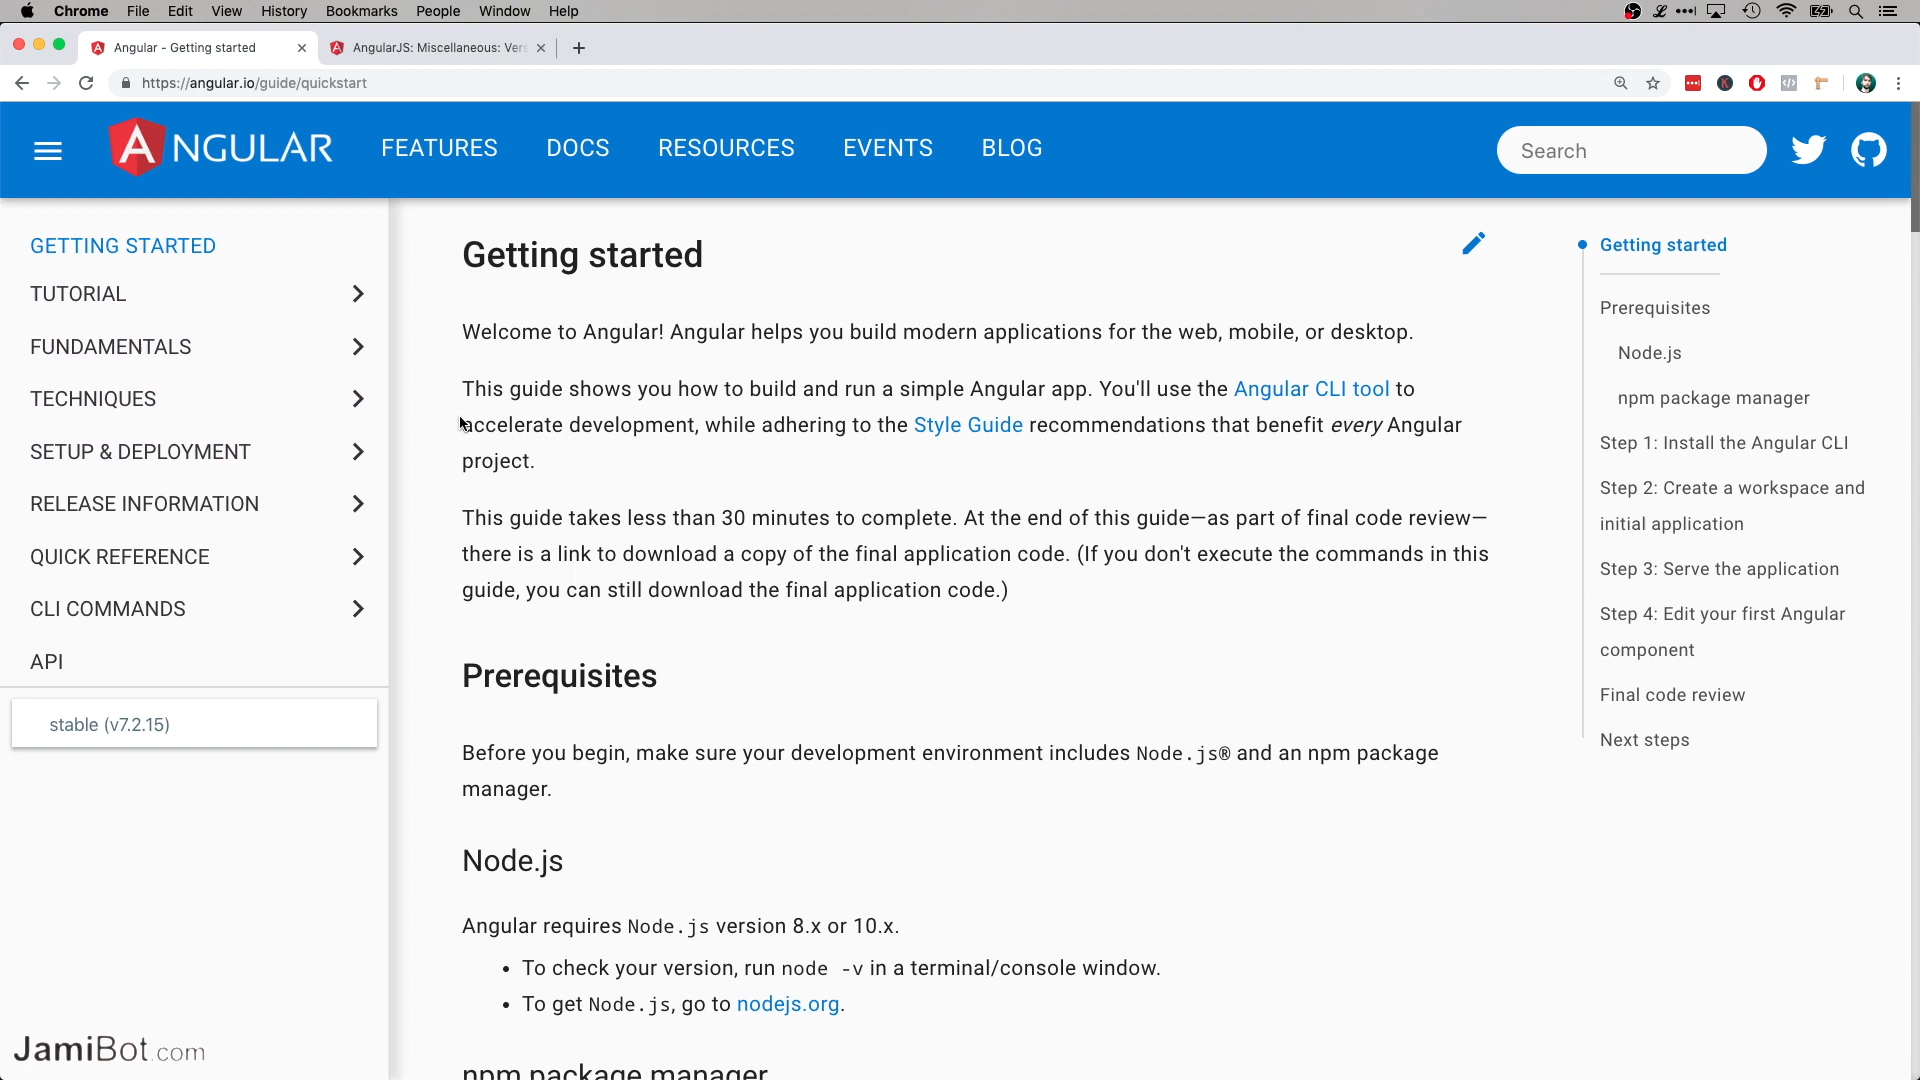 Chrome File Edit View History Bookmarks People Window Help
Angular - Getting started
AngularJS: Miscellaneous: Vers
https://angular.io/guide/quickstart
ANGULAR
FEATURES DOCS RESOURCES EVENTS BLOG
Search
GETTING STARTED
TUTORIAL
FUNDAMENTALS
TECHNIQUES
SETUP & DEPLOYMENT
RELEASE INFORMATION
QUICK REFERENCE
CLI COMMANDS
API
stable (v7.2.15)
Getting started
Welcome to Angular! Angular helps you build modern applications for the web, mobile, or desktop.
This guide shows you how to build and run a simple Angular app. You'll use the Angular CLI tool to
accelerate development, while adhering to the Style Guide recommendations that benefit every Angular
project.
This guide takes less than 30 minutes to complete. At the end of this guide—as part of final code review—
there is a link to download a copy of the final application code. (If you don't execute the commands in this
guide, you can still download the final application code.)
Prerequisites
Before you begin, make sure your development environment includes Node.js® and an npm package
manager.
Node.js
Angular requires Node.js version 8.x or 10.x.
• To check your version, run node -v in a terminal/console window.
• To get Node.js, go to nodejs.org.
npm package manager
Getting started
Prerequisites
Node.js
npm package manager
Step 1: Install the Angular CLI
Step 2: Create a workspace and
initial application
Step 3: Serve the application
Step 4: Edit your first Angular
component
Final code review
Next steps
JamiBot.com